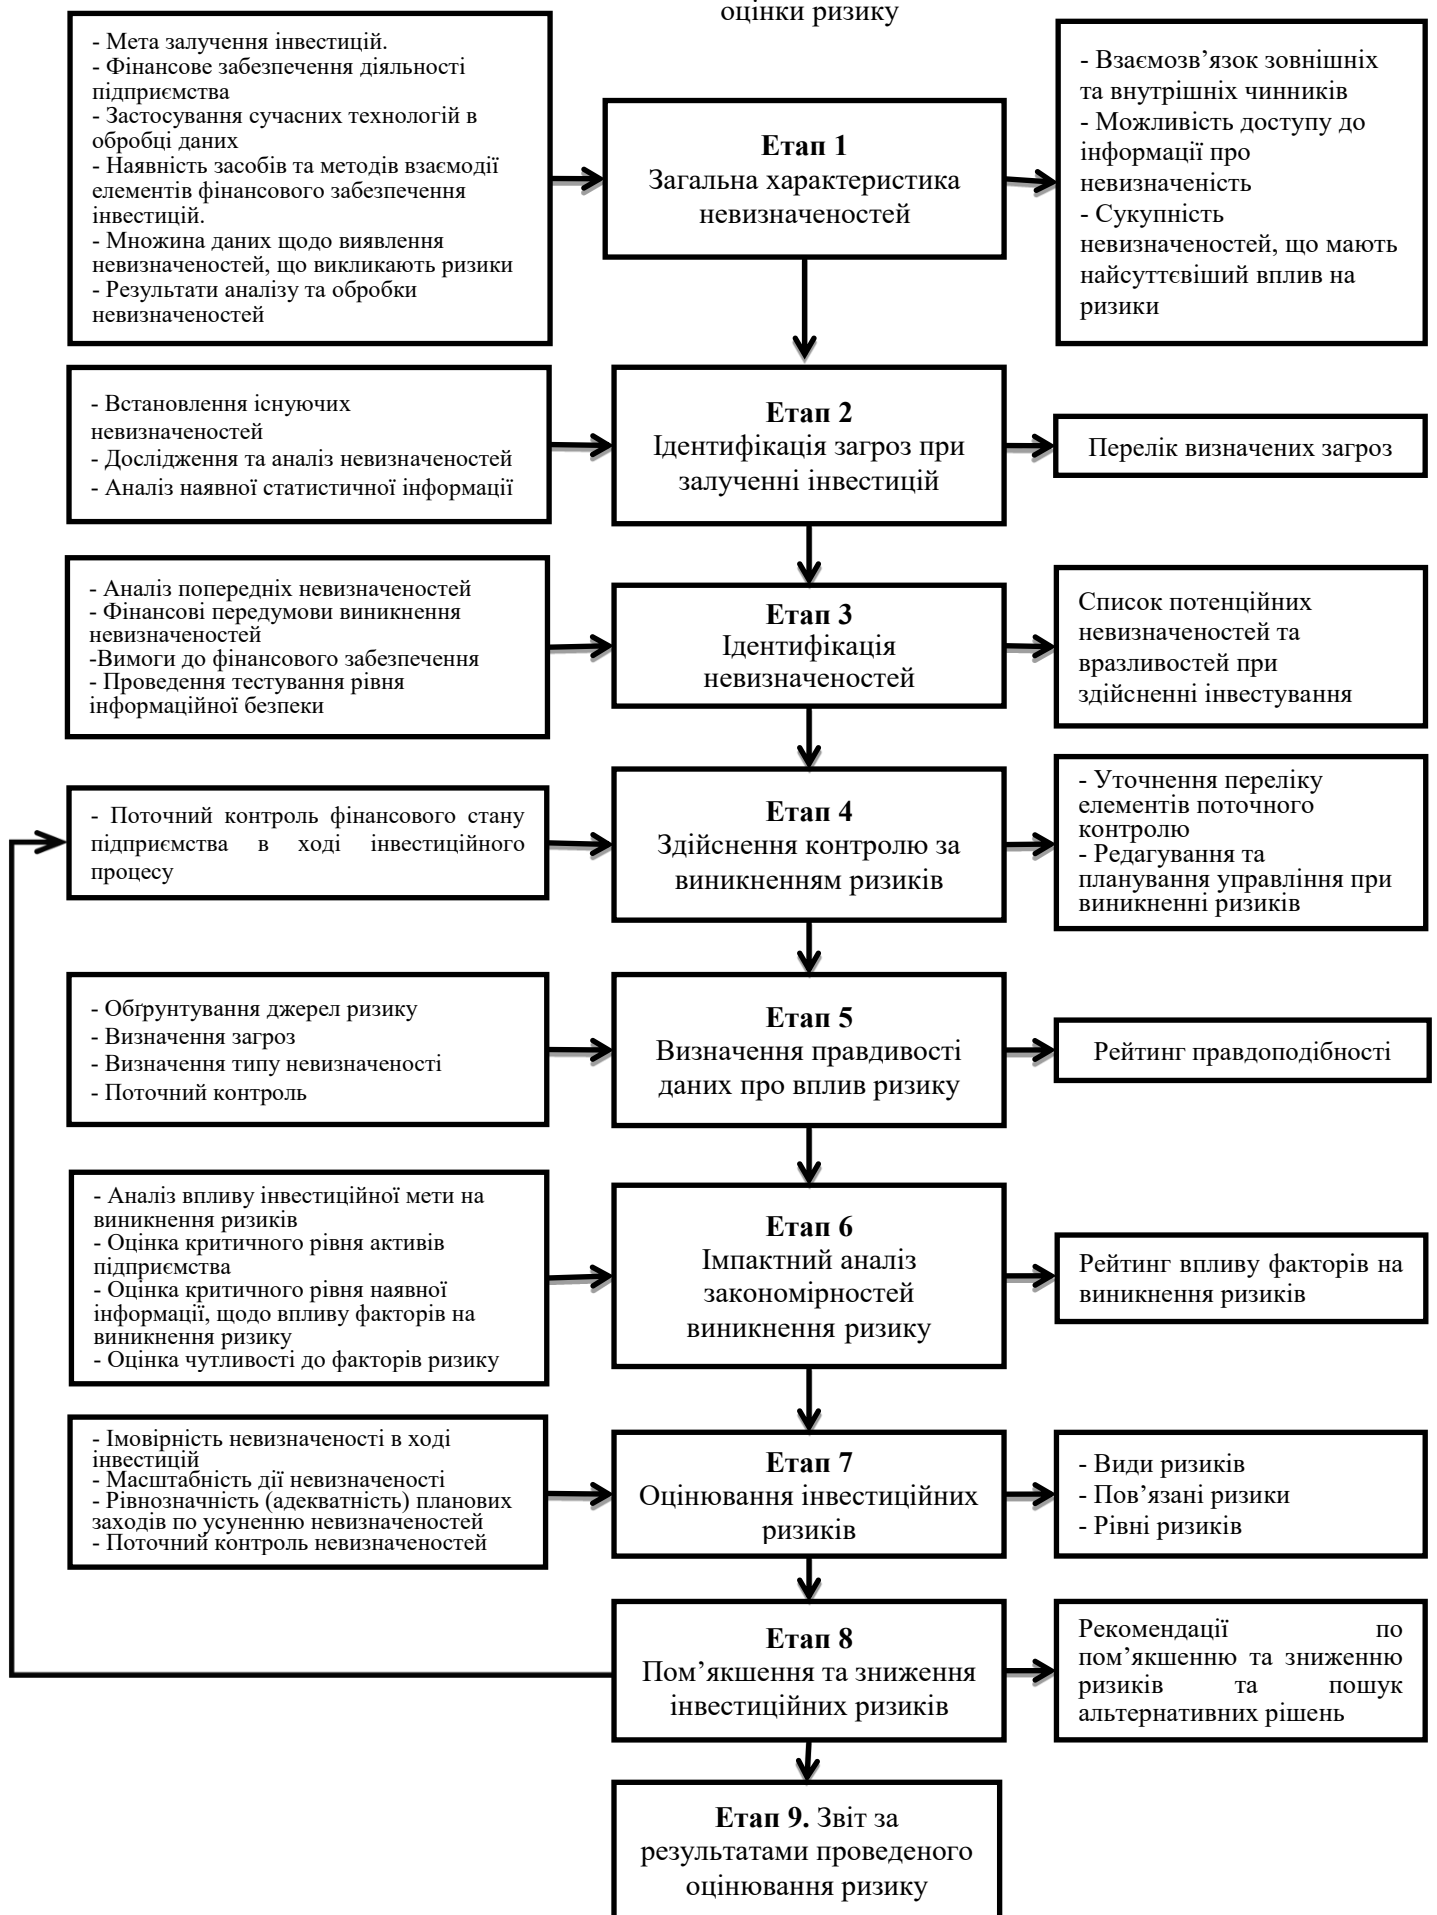 оцінки ризику
- Мета залучення інвестицій.
- Фінансове забезпечення діяльності
підприємства
- Застосування сучасних технологій в
обробці даних
- Наявність засобів та методів взаємодії
елементів фінансового забезпечення
інвестицій.
- Множина даних щодо виявлення
невизначеностей, що викликають ризики
- Результати аналізу та обробки
невизначеностей
Етап 1
Загальна характеристика
невизначеностей
- Взаємозв’язок зовнішніх
та внутрішніх чинників
- Можливість доступу до
інформації про
невизначеність
- Сукупність
невизначеностей, що мають
найсуттєвіший вплив на
ризики
- Встановлення існуючих
невизначеностей
- Дослідження та аналіз невизначеностей
- Аналіз наявної статистичної інформації
Етап 2
Ідентифікація загроз при
залученні інвестицій
Перелік визначених загроз
- Аналіз попередніх невизначеностей
- Фінансові передумови виникнення
невизначеностей
-Вимоги до фінансового забезпечення
- Проведення тестування рівня
інформаційної безпеки
Етап 3
Ідентифікація
невизначеностей
Список потенційних
невизначеностей та
вразливостей при
здійсненні інвестування
- Поточний контроль фінансового стану
підприємства в ході інвестиційного
процесу
Етап 4
Здійснення контролю за
виникненням ризиків
- Уточнення переліку
елементів поточного
контролю
- Редагування та
планування управління при
виникненні ризиків
- Обґрунтування джерел ризику
- Визначення загроз
- Визначення типу невизначеності
- Поточний контроль
Етап 5
Визначення правдивості
даних про вплив ризику
Рейтинг правдоподібності
- Аналіз впливу інвестиційної мети на
виникнення ризиків
- Оцінка критичного рівня активів
підприємства
- Оцінка критичного рівня наявної
інформації, щодо впливу факторів на
виникнення ризику
- Оцінка чутливості до факторів ризику
Етап 6
Імпактний аналіз
закономірностей
виникнення ризику
Рейтинг впливу факторів на
виникнення ризиків
- Імовірність невизначеності в ході
інвестицій
- Масштабність дії невизначеності
- Рівнозначність (адекватність) планових
заходів по усуненню невизначеностей
- Поточний контроль невизначеностей
Етап 7
Оцінювання інвестиційних
ризиків
- Види ризиків
- Пов’язані ризики
- Рівні ризиків
Етап 8
Пом’якшення та зниження
інвестиційних ризиків
Рекомендації по
пом’якшенню та зниженню
ризиків та пошук
альтернативних рішень
Етап 9. Звіт за
результатами проведеного
оцінювання ризику